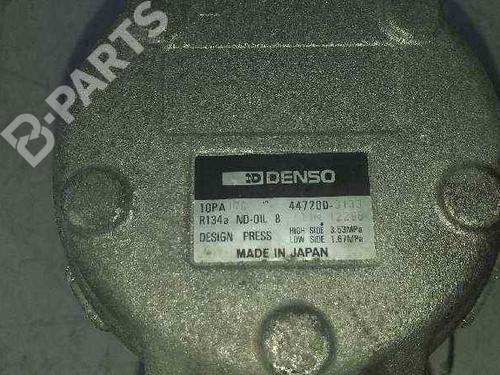 B-PARTS
DENSO
10PA
447200-3133
R134a ND-OIL 8
DESIGN PRESS
HIGH SIDE 3.53MPa
LOW SIDE 1.67MPa
MADE IN JAPAN